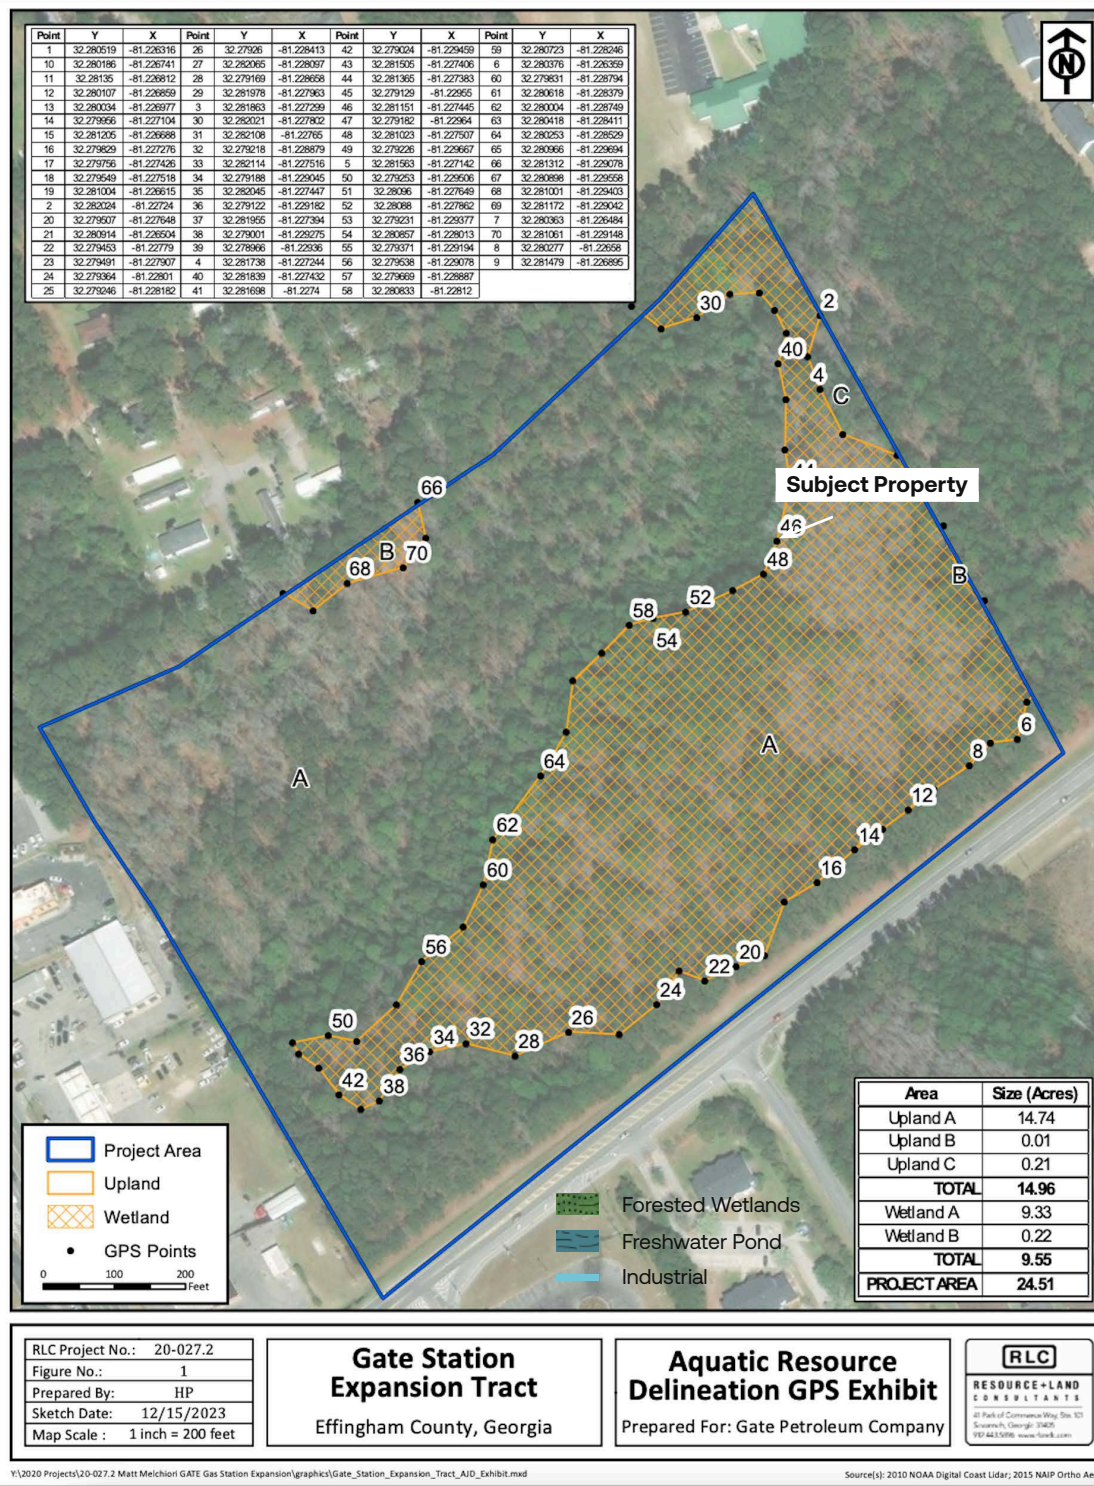 Point Y X Point Y X Point Y X Point Y X
1 32.280519 -81.226316 26 32.27926 -81.228413 42 32.279024 -81.229459 59 32.280723 -81.228246
10 32.280186 -81.226741 27 32.282065 -81.228097 43 32.281505 -81.227406 6 32.280376 -81.226359
11 32.28135 -81.226812 28 32.279169 -81.228658 44 32.281365 -81.227383 60 32.279831 -81.228794
12 32.280107 -81.226859 29 32.281978 -81.227963 45 32.279129 -81.22955 61 32.280618 -81.228379
13 32.280034 -81.226977 3 32.281863 -81.227299 46 32.281151 -81.227445 62 32.280004 -81.228749
14 32.279956 -81.227104 30 32.282021 -81.227802 47 32.279182 -81.22964 63 32.280418 -81.228411
15 32.281205 -81.226688 31 32.282108 -81.22765 48 32.281023 -81.227507 64 32.280253 -81.228529
16 32.279829 -81.227276 32 32.279218 -81.228879 49 32.279226 -81.229667 65 32.280966 -81.229694
17 32.279756 -81.227426 33 32.282114 -81.227516 5 32.281563 -81.227142 66 32.281312 -81.229078
18 32.279549 -81.227518 34 32.279188 -81.229045 50 32.279253 -81.229506 67 32.280898 -81.229558
19 32.281004 -81.226615 35 32.282045 -81.227447 51 32.28096 -81.227649 68 32.281001 -81.229403
2 32.282024 -81.22724 36 32.279122 -81.229182 52 32.28088 -81.227862 69 32.281172 -81.229042
20 32.279507 -81.227648 37 32.281955 -81.227394 53 32.279231 -81.229377 7 32.280363 -81.226484
21 32.280914 -81.226504 38 32.279001 -81.229275 54 32.280857 -81.228013 70 32.281061 -81.229148
22 32.279453 -81.22779 39 32.278966 -81.22936 55 32.279371 -81.229194 8 32.280277 -81.22658
23 32.279491 -81.227907 4 32.281738 -81.227244 56 32.279538 -81.229078 9 32.281479 -81.226895
24 32.279364 -81.22801 40 32.281839 -81.227432 57 32.279669 -81.228887
25 32.279246 -81.228182 41 32.281698 -81.2274 58 32.280833 -81.22812
N
30
2
40
4
C
Subject Property
66
46
B
70
68
48
B
52
58
54
6
A
8
64
A
12
62
14
60
16
56
20
22
24
50
26
32
34
28
36
42
38
Project Area
Upland
Wetland
GPS Points
0 100 200
Feet
Forested Wetlands
Freshwater Pond
Industrial
Area Size (Acres)
Upland A 14.74
Upland B 0.01
Upland C 0.21
TOTAL 14.96
Wetland A 9.33
Wetland B 0.22
TOTAL 9.55
PROJECT AREA 24.51
RLC Project No.: 20-027.2
Figure No.: 1
Prepared By: HP
Sketch Date: 12/15/2023
Map Scale : 1 inch = 200 feet
Gate Station
Expansion Tract
Effingham County, Georgia
Aquatic Resource
Delineation GPS Exhibit
Prepared For: Gate Petroleum Company
RLC
RESOURCE+LAND
CONSULTANTS
41 Park of Commerce Way, Ste. 101
Savannah, Georgia 31405
Y:\2020 Projects\20-027.2 Matt Melchiori GATE Gas Station Expansion\graphics\Gate_Station_Expansion_Tract_AJD_Exhibit.mxd
Source(s): 2010 NOAA Digital Coast Lidar; 2015 NAIP Ortho Ae